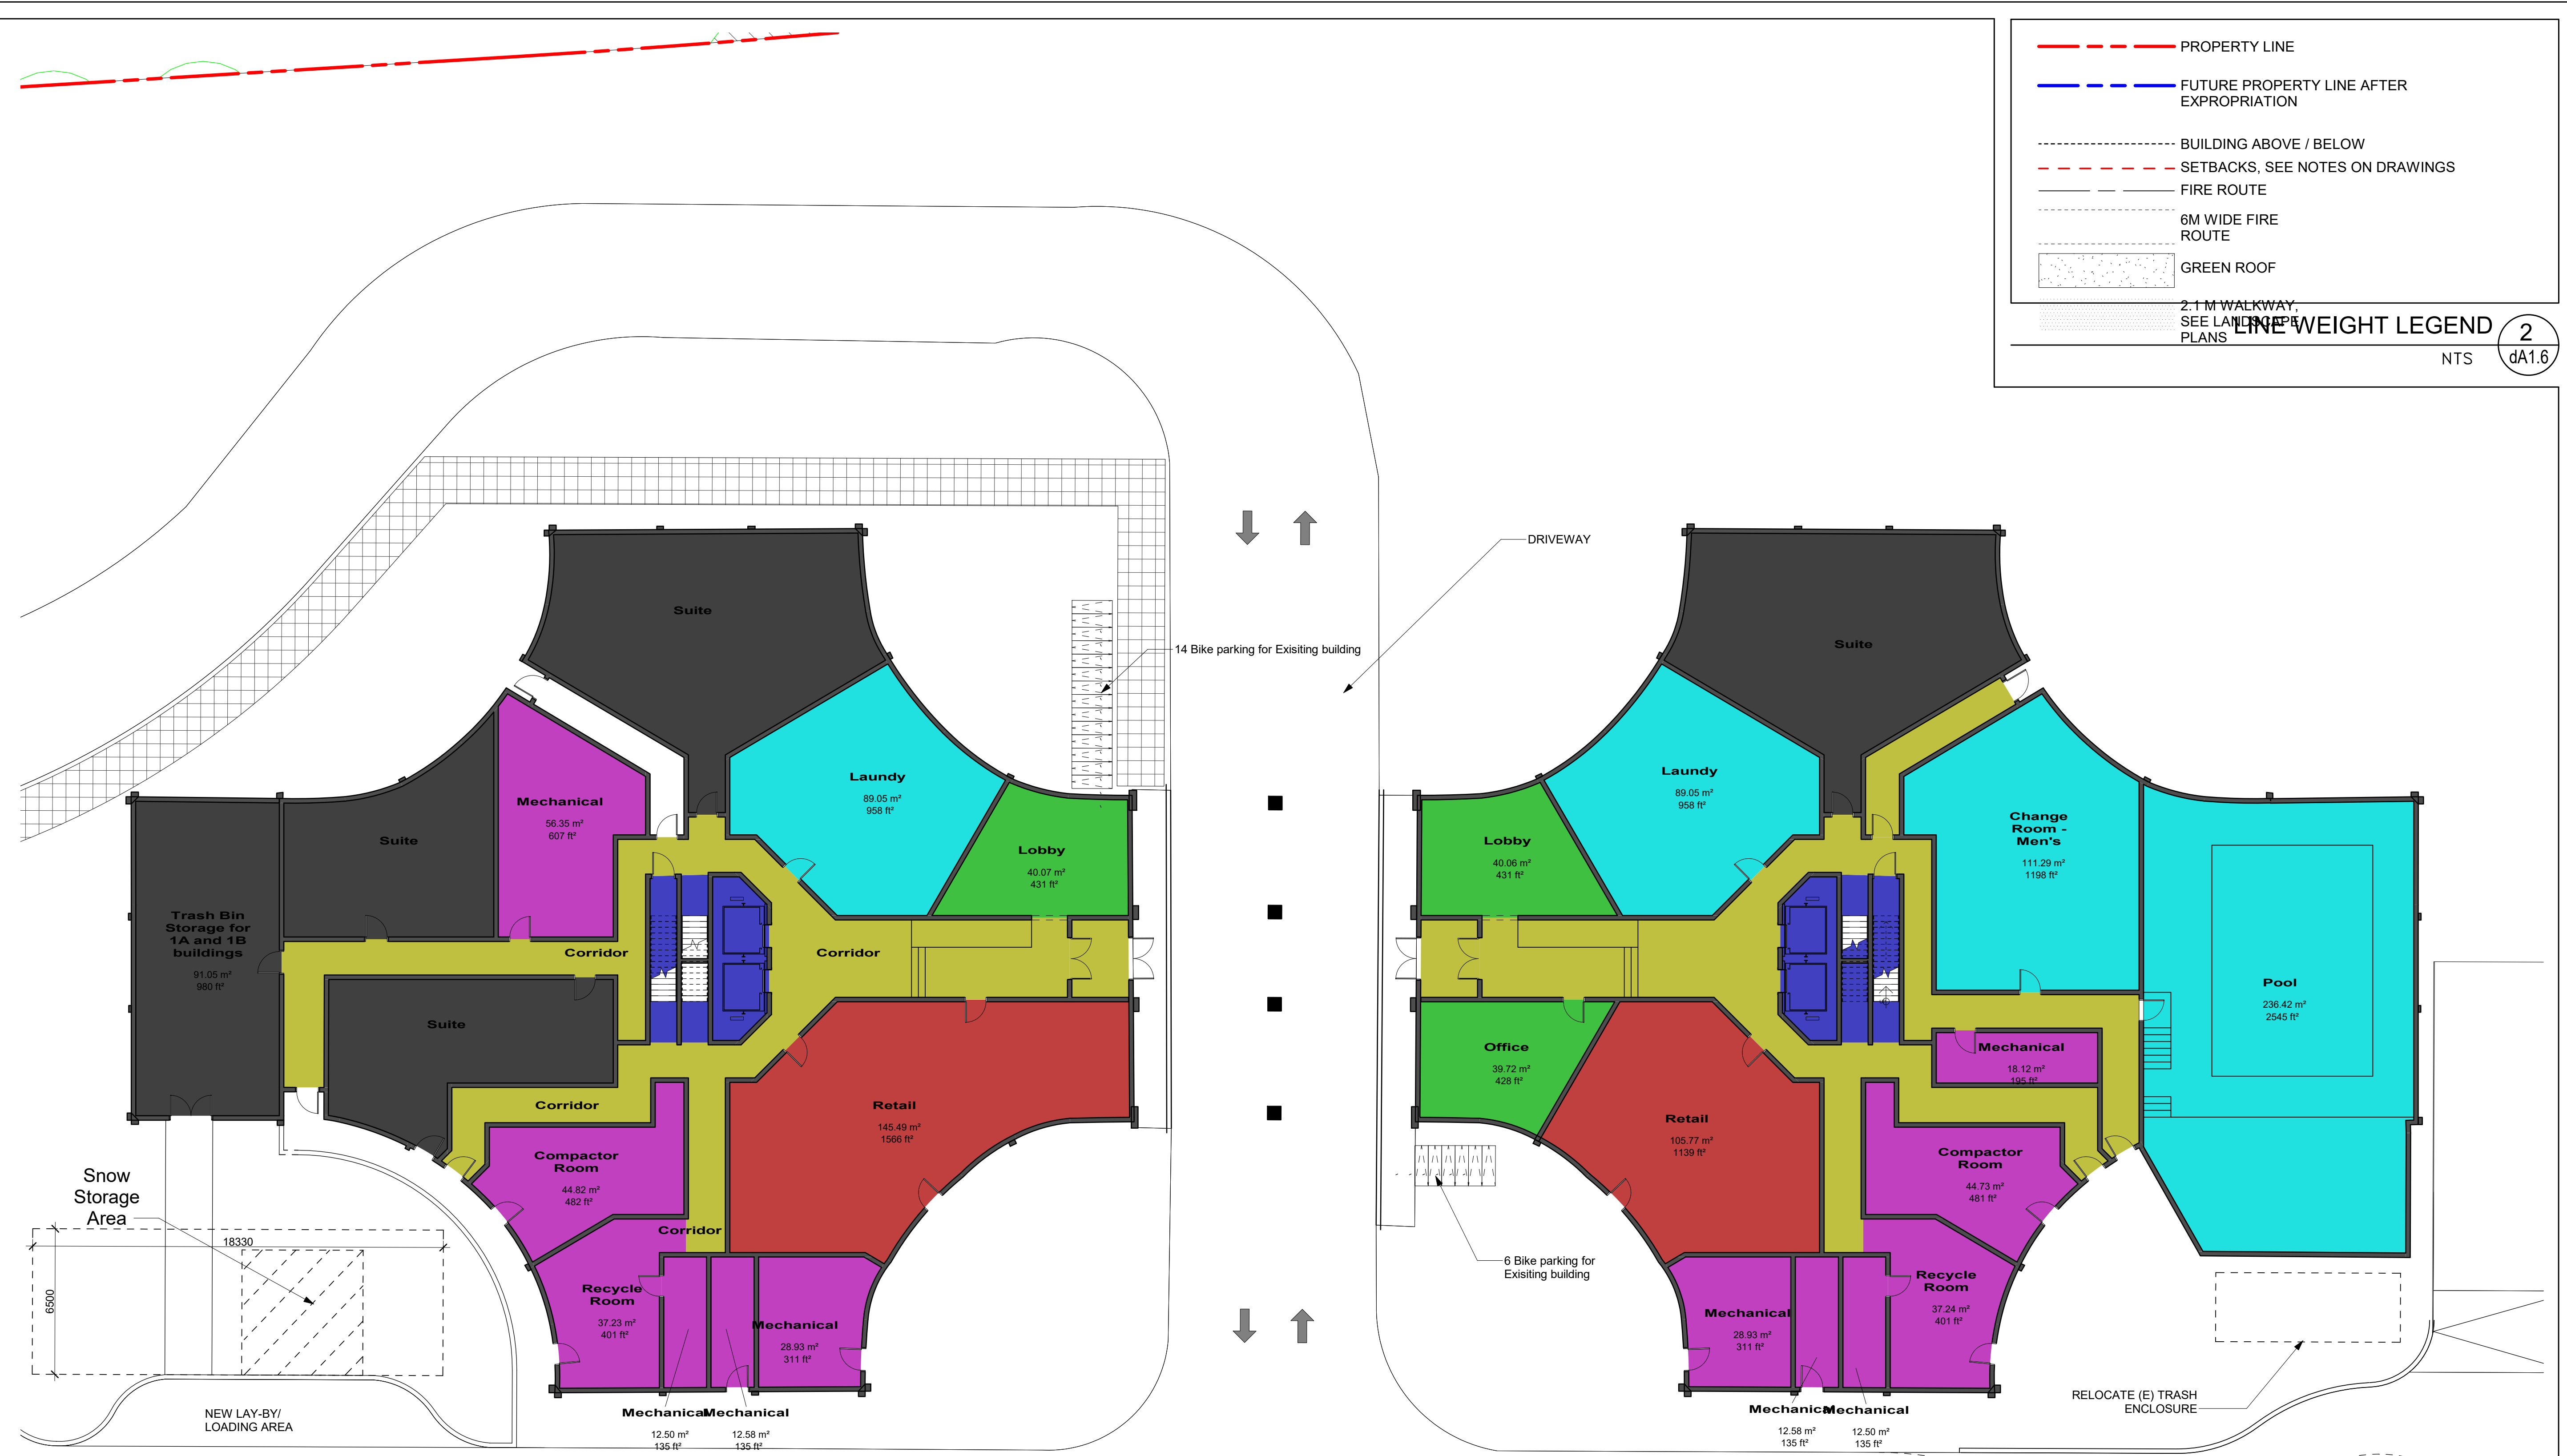 PROPERTY LINE
FUTURE PROPERTY LINE AFTER
EXPROPRIATION
BUILDING ABOVE / BELOW
SETBACKS, SEE NOTES ON DRAWINGS
FIRE ROUTE
6M WIDE FIRE
ROUTE
GREEN ROOF
2.1 M WALKWAY,
SEE LANDSCAPE
PLANS
LINE WEIGHT LEGEND
2
NTS
dA1.6
DRIVEWAY
14 Bike parking for Exisiting building
Suite
Laundy
89.05 m²
958 ft²
Mechanical
56.35 m²
607 ft²
Suite
Lobby
40.07 m²
431 ft²
Trash Bin
Storage for
1A and 1B
buildings
91.05 m²
980 ft²
Corridor
Corridor
Suite
Corridor
Retail
145.49 m²
1566 ft²
Compactor
Room
44.82 m²
482 ft²
Corridor
Recycle
Room
37.23 m²
401 ft²
Mechanical
28.93 m²
311 ft²
Mechanical
12.50 m²
135 ft²
Mechanical
12.58 m²
135 ft²
Snow
Storage
Area
18330
6500
NEW LAY-BY/
LOADING AREA
Suite
Laundy
89.05 m²
958 ft²
Lobby
40.06 m²
431 ft²
Change
Room -
Men's
111.29 m²
1198 ft²
Pool
236.42 m²
2545 ft²
Office
39.72 m²
428 ft²
Mechanical
18.12 m²
195 ft²
Retail
105.77 m²
1139 ft²
Compactor
Room
44.73 m²
481 ft²
6 Bike parking for
Exisiting building
Recycle
Room
37.24 m²
401 ft²
Mechanical
28.93 m²
311 ft²
Mechanical
12.58 m²
135 ft²
Mechanical
12.50 m²
135 ft²
RELOCATE (E) TRASH
ENCLOSURE